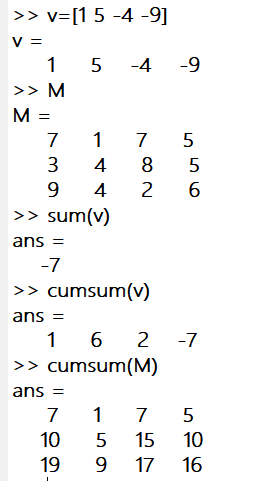 >> v=[1 5 -4 -9]
v =
1 5 -4 -9
>> M
M =
7 1 7 5
3 4 8 5
9 4 2 6
>> sum(v)
ans =
-7
>> cumsum(v)
ans =
1 6 2 -7
>> cumsum(M)
ans =
7 1 7 5
10 5 15 10
19 9 17 16